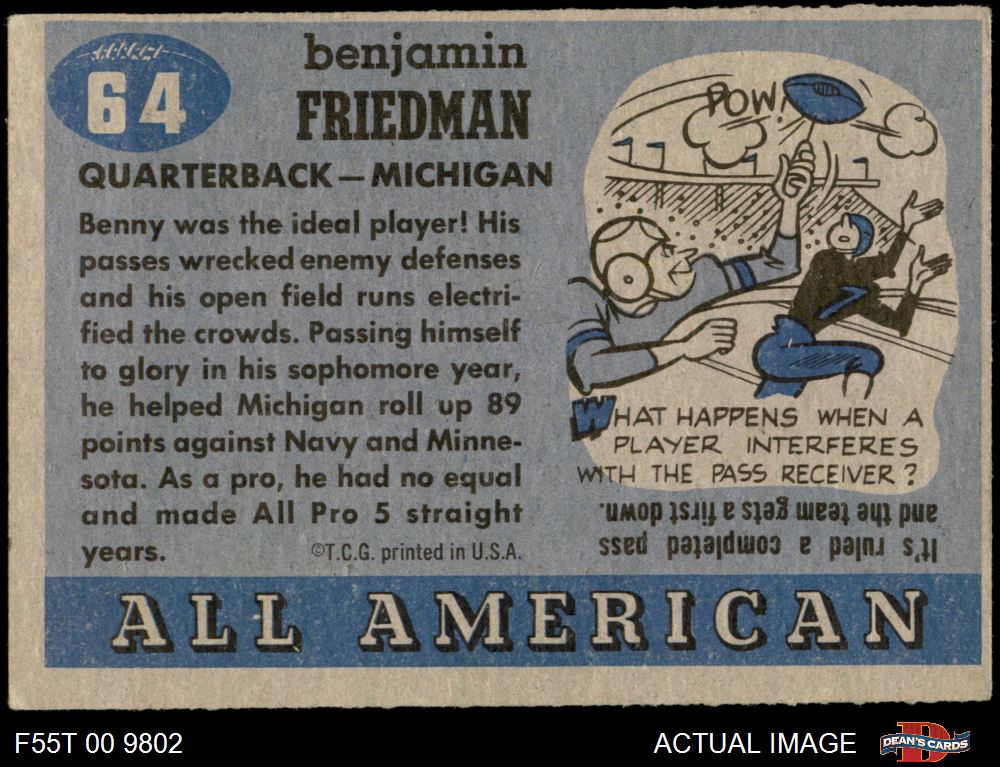 64
benjamin
FRIEDMAN
QUARTERBACK—MICHIGAN
Benny was the ideal player! His
passes wrecked enemy defenses
and his open field runs electri-
fied the crowds. Passing himself
to glory in his sophomore year,
he helped Michigan roll up 89
points against Navy and Minne-
sota. As a pro, he had no equal
and made All Pro 5 straight
years.
©T.C.G. printed in U.S.A.
POW!
WHAT HAPPENS WHEN A
PLAYER INTERFERES
WITH THE PASS RECEIVER?
It's ruled a completed pass
and the team gets a first down.
ALL AMERICAN
F55T 00 9802
ACTUAL IMAGE
D
DEAN'S CARDS